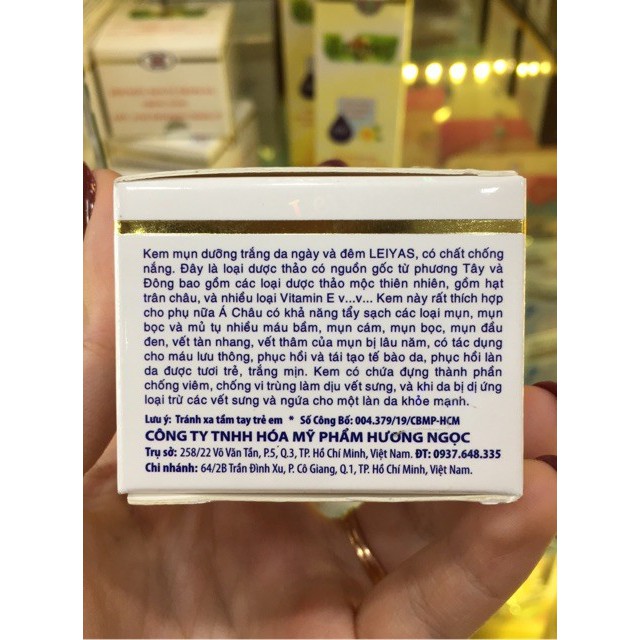 Kem mụn dưỡng trắng da ngày và đêm LEIYAS, có chất chống
nắng. Đây là loại dược thảo có nguồn gốc từ phương Tây và
Đông bao gồm các loại dược thảo mộc thiên nhiên, gồm hạt
trân châu, và nhiều loại Vitamin E v...v... Kem này rất thích hợp
cho phụ nữa Á Châu có khả năng tẩy sạch các loại mụn, mụn
bọc và mủ tụ nhiều máu bầm, mụn cám, mụn bọc, mụn đầu
đen, vết tàn nhang, vết thâm của mụn bị lâu năm, có tác dụng
cho máu lưu thông, phục hồi và tái tạo tế bào da, phục hồi làn
da được tươi trẻ, trắng mịn. Kem có chứa đựng thành phần
chống viêm, chống vi trùng làm dịu vết sưng, và khi da bị dị ứng
loại trừ các vết sưng và ngứa cho một làn da khỏe mạnh.
Lưu ý: Tránh xa tầm tay trẻ em * Số Công Bố: 004.379/19/CBMP-HCM
CÔNG TY TNHH HÓA MỸ PHẨM HƯƠNG NGỌC
Trụ sở: 258/22 Võ Văn Tần, P.5, Q.3, TP. Hồ Chí Minh, Việt Nam. ĐT: 0937.648.335
Chi nhánh: 64/2B Trần Đình Xu, P. Cô Giang, Q.1, TP. Hồ Chí Minh, Việt Nam.